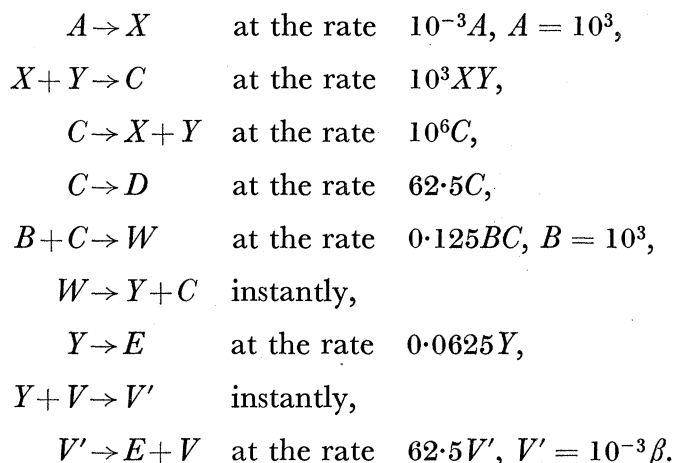 A → X at the rate 10⁻³A, A = 10³,
X+Y → C at the rate 10³XY,
C → X+Y at the rate 10⁶C,
C → D at the rate 62·5C,
B+C → W at the rate 0·125BC, B = 10³,
W → Y+C instantly,
Y → E at the rate 0·0625Y,
Y+V → V′ instantly,
V′ → E+V at the rate 62·5V′, V′ = 10⁻³β.